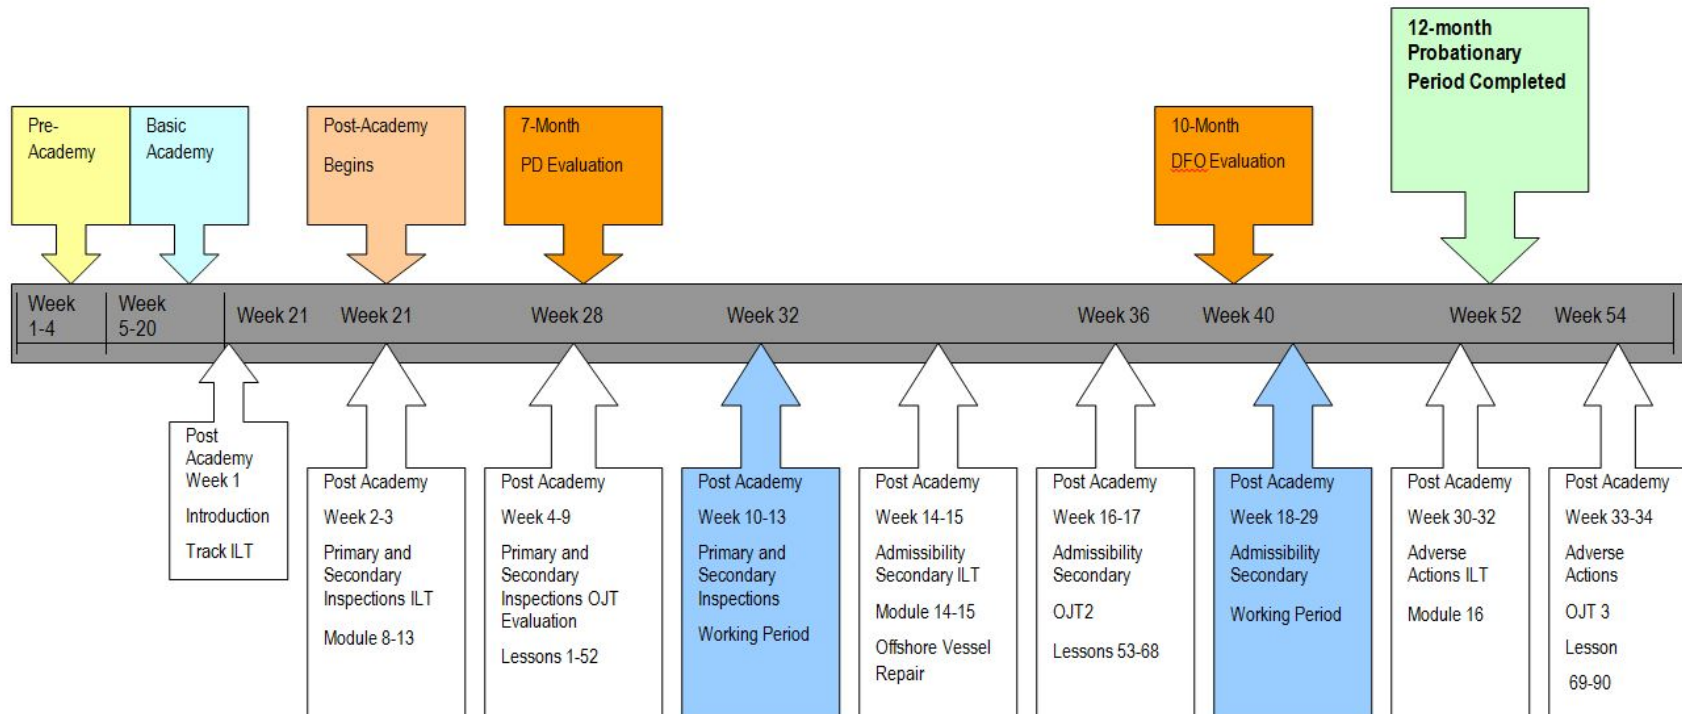 12-month
Probationary
Period Completed
Pre-
Academy
Basic
Academy
Post-Academy
Begins
7-Month
PD Evaluation
10-Month
DFO Evaluation
Week
1-4
Week
5-20
Week 21
Week 21
Week 28
Week 32
Week 36
Week 40
Week 52
Week 54
Post
Academy
Week 1
Introduction
Track ILT
Post Academy
Week 2-3
Primary and
Secondary
Inspections ILT
Module 8-13
Post Academy
Week 4-9
Primary and
Secondary
Inspections OJT
Evaluation
Lessons 1-52
Post Academy
Week 10-13
Primary and
Secondary
Inspections
Working Period
Post Academy
Week 14-15
Admissibility
Secondary ILT
Module 14-15
Offshore Vessel
Repair
Post Academy
Week 16-17
Admissibility
Secondary
OJT2
Lessons 53-68
Post Academy
Week 18-29
Admissibility
Secondary
Working Period
Post Academy
Week 30-32
Adverse
Actions ILT
Module 16
Post Academy
Week 33-34
Adverse
Actions
OJT 3
Lesson
69-90